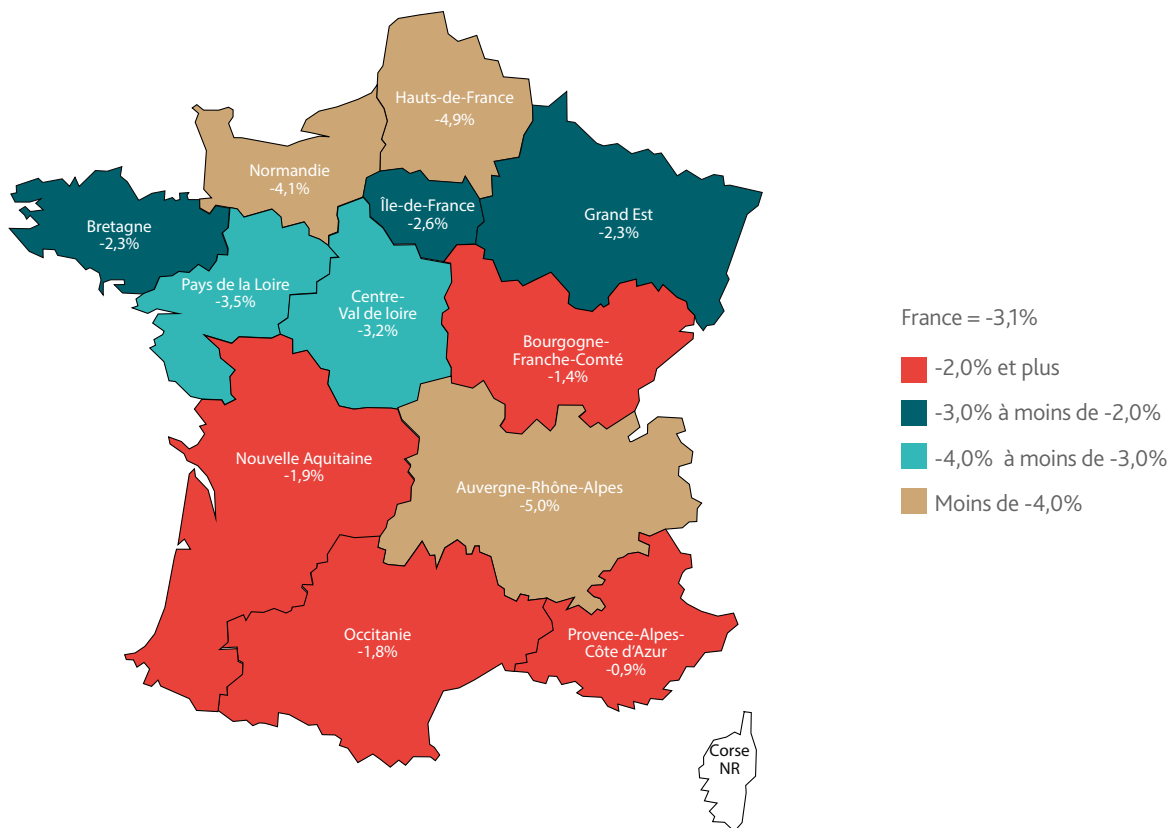 Hauts-de-France
-4,9%
Normandie
-4,1%
Île-de-France
-2,6%
Grand Est
-2,3%
Bretagne
-2,3%
Pays de la Loire
-3,5%
Centre-
Val de loire
-3,2%
Bourgogne-
Franche-Comté
-1,4%
Nouvelle Aquitaine
-1,9%
Auvergne-Rhône-Alpes
-5,0%
Occitanie
-1,8%
Provence-Alpes-
Côte d'Azur
-0,9%
Corse
NR
France = -3,1%
-2,0% et plus
-3,0% à moins de -2,0%
-4,0% à moins de -3,0%
Moins de -4,0%